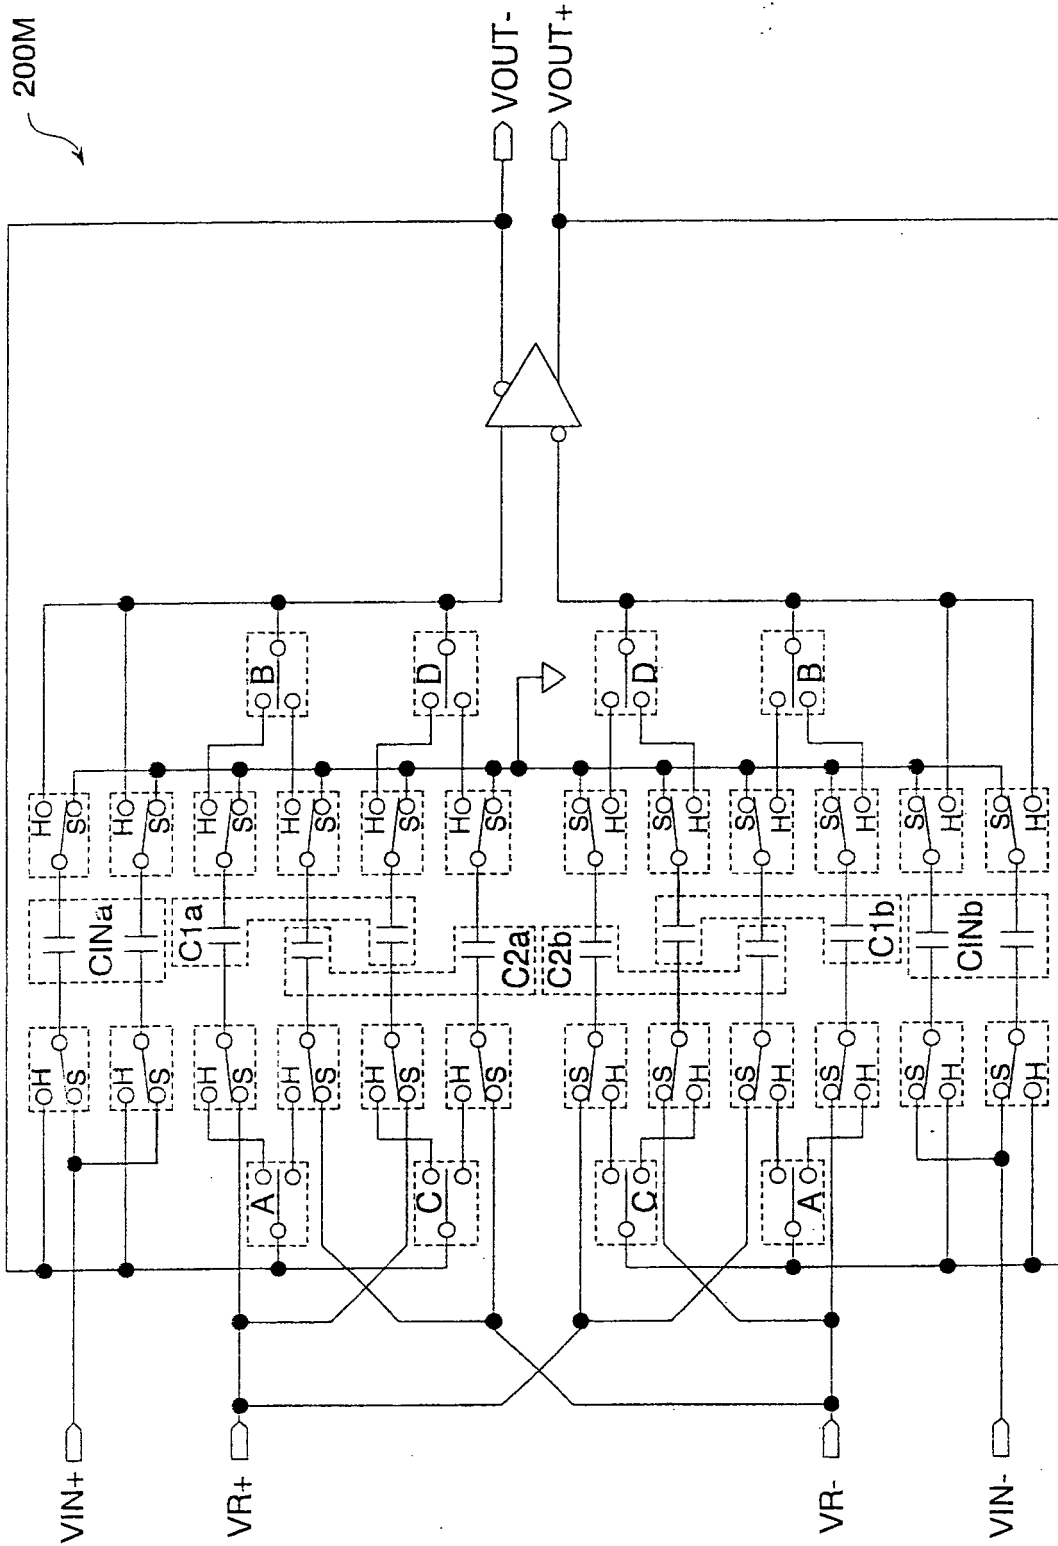 200M
VOUT-
VOUT+
B
D
D
B
H S H S H S H S H S H S S H S H S H S H S H S H
CINa
C1a
C2a
C2b
C1b
CINb
H S H S H S H S H S H S S H S H S H S H S H S H
A
C
C
A
VIN+
VR+
VR-
VIN-